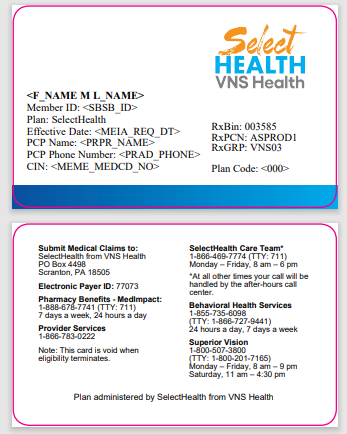 Select
HEALTH
VNS Health
<F_NAME M L_NAME>
Member ID: <SBSB_ID>
Plan: SelectHealth
Effective Date: <MEIA_REQ_DT>
PCP Name: <PRPR_NAME>
PCP Phone Number: <PRAD_PHONE>
CIN: <MEME_MEDCD_NO>
RxBin: 003585
RxPCN: ASPROD1
RxGRP: VNS03
Plan Code: <000>
Submit Medical Claims to:
SelectHealth from VNS Health
PO Box 4498
Scranton, PA 18505
Electronic Payer ID: 77073
Pharmacy Benefits - MedImpact:
1-888-678-7741 (TTY: 711)
7 days a week, 24 hours a day
Provider Services
1-866-783-0222
Note: This card is void when
eligibility terminates.
SelectHealth Care Team*
1-866-469-7774 (TTY: 711)
Monday – Friday, 8 am – 6 pm
*At all other times your call will be
handled by the after-hours call
center.
Behavioral Health Services
1-855-735-6098
(TTY: 1-866-727-9441)
24 hours a day, 7 days a week
Superior Vision
1-800-507-3800
(TTY: 1-800-201-7165)
Monday – Friday, 8 am – 9 pm
Saturday, 11 am – 4:30 pm
Plan administered by SelectHealth from VNS Health